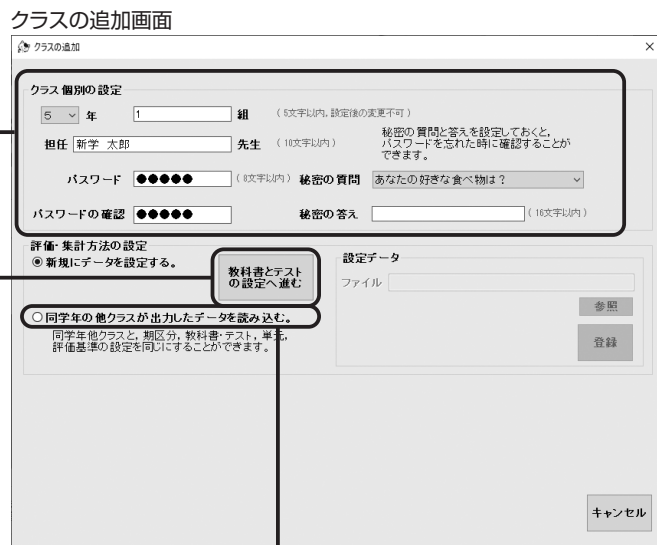 クラスの追加画面
クラスの追加
クラス個別の設定
5 年 1 組 (5文字以内, 設定後の変更不可)
担任 新学 太郎 先生 (10文字以内)
秘密の質問と答えを設定しておくと,
パスワードを忘れた時に確認することが
できます。
パスワード ●●●●● (8文字以内) 秘密の質問 あなたの好きな食べ物は?
パスワードの確認 ●●●●● 秘密の答え (16文字以内)
評価・集計方法の設定
新規にデータを設定する。
教科書とテスト
の設定へ進む
設定データ
ファイル
参照
登録
同学年の他クラスが出力したデータを読み込む。
同学年他クラスと, 期区分, 教科書・テスト, 単元,
評価基準の設定を同じにすることができます。
キャンセル